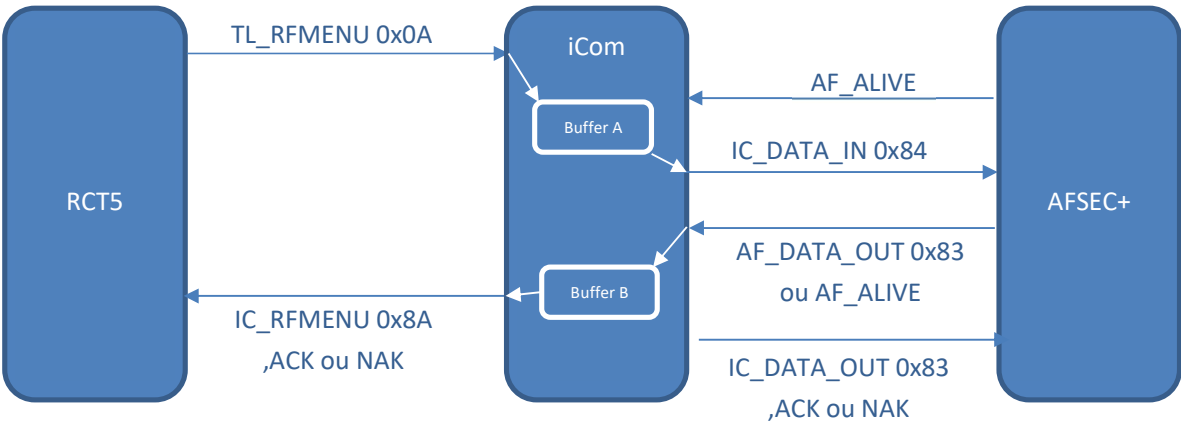 TL_RFMENU 0x0A
iCom
AF_ALIVE
Buffer A
IC_DATA_IN 0x84
RCT5
AFSEC+
AF_DATA_OUT 0x83
ou AF_ALIVE
Buffer B
IC_RFMENU 0x8A
,ACK ou NAK
IC_DATA_OUT 0x83
,ACK ou NAK